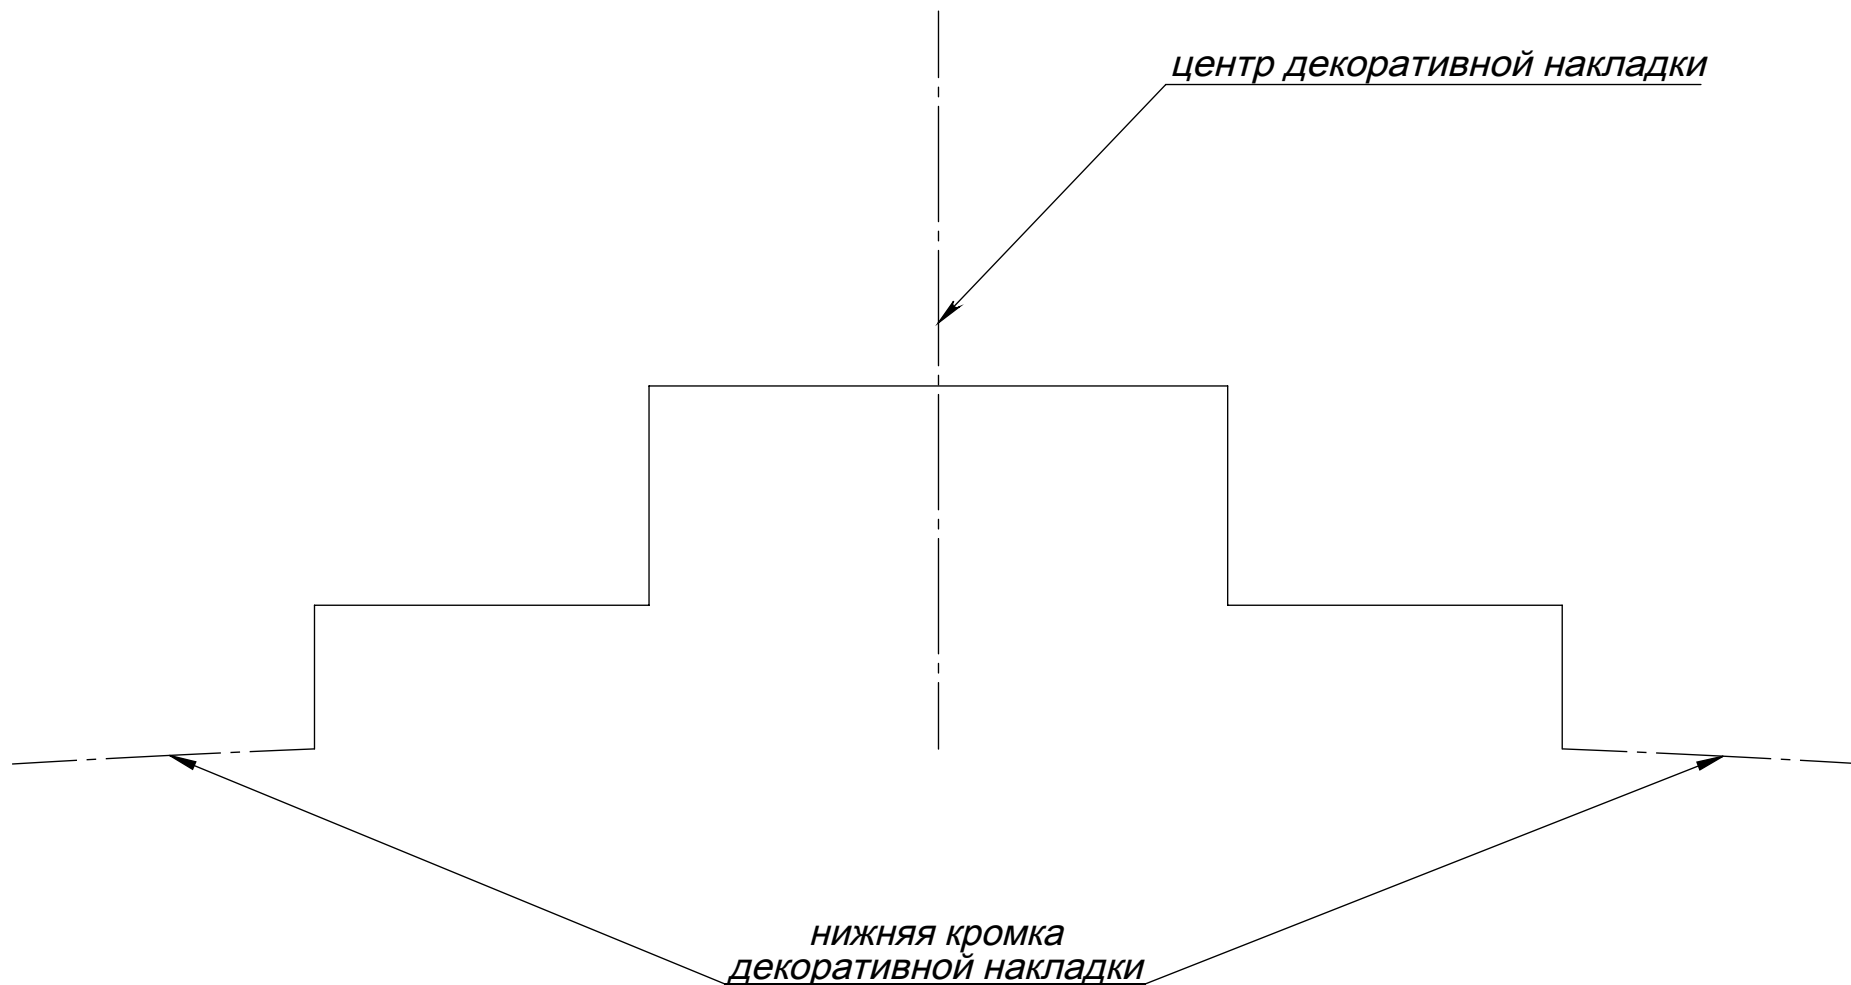 центр декоративной накладки
нижняя кромка
декоративной накладки